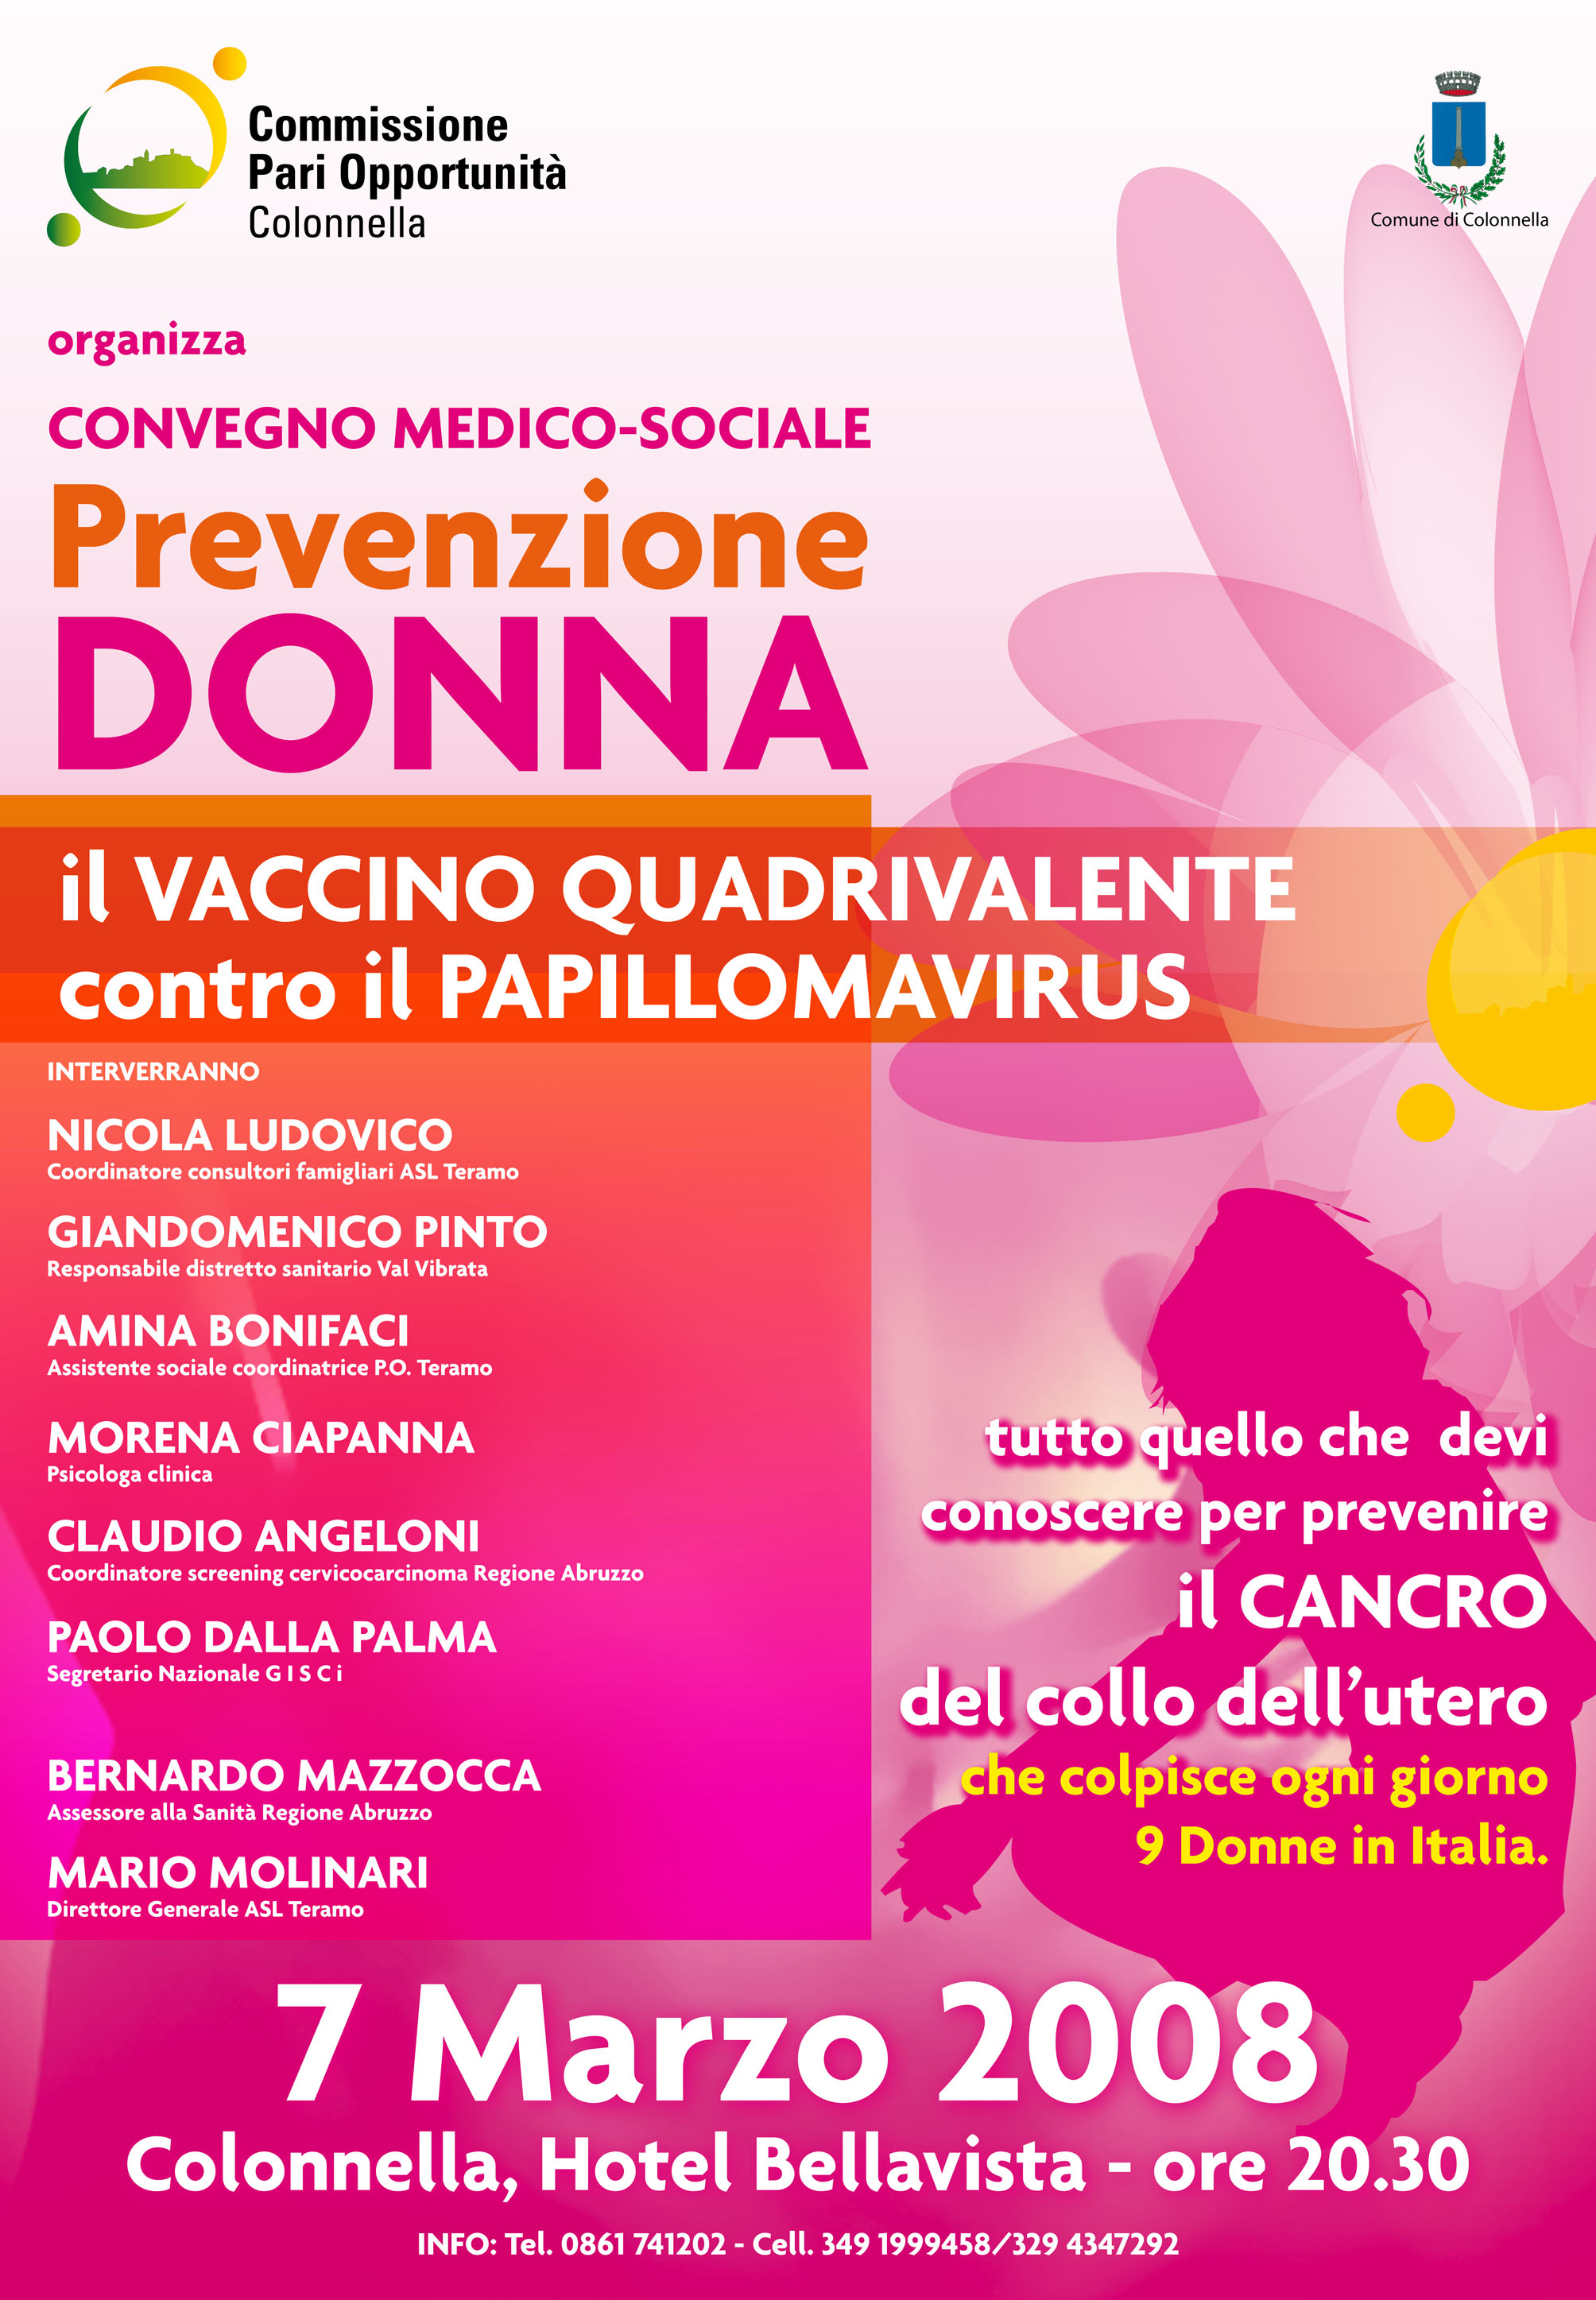 Commissione
Pari Opportunità
Colonnella
Comune di Colonnella
organizza
CONVEGNO MEDICO-SOCIALE
Prevenzione
DONNA
il VACCINO QUADRIVALENTE
contro il PAPILLOMAVIRUS
INTERVERRANNO
NICOLA LUDOVICO
Coordinatore consultori famigliari ASL Teramo
GIANDOMENICO PINTO
Responsabile distretto sanitario Val Vibrata
AMINA BONIFACI
Assistente sociale coordinatrice P.O. Teramo
MORENA CIAPANNA
Psicologa clinica
CLAUDIO ANGELONI
Coordinatore screening cervicocarcinoma Regione Abruzzo
PAOLO DALLA PALMA
Segretario Nazionale G I S C i
BERNARDO MAZZOCCA
Assessore alla Sanità Regione Abruzzo
MARIO MOLINARI
Direttore Generale ASL Teramo
tutto quello che devi
conoscere per prevenire
il CANCRO
del collo dell'utero
che colpisce ogni giorno
9 Donne in Italia.
7 Marzo 2008
Colonnella, Hotel Bellavista - ore 20.30
INFO: Tel. 0861 741202 - Cell. 349 1999458/329 4347292